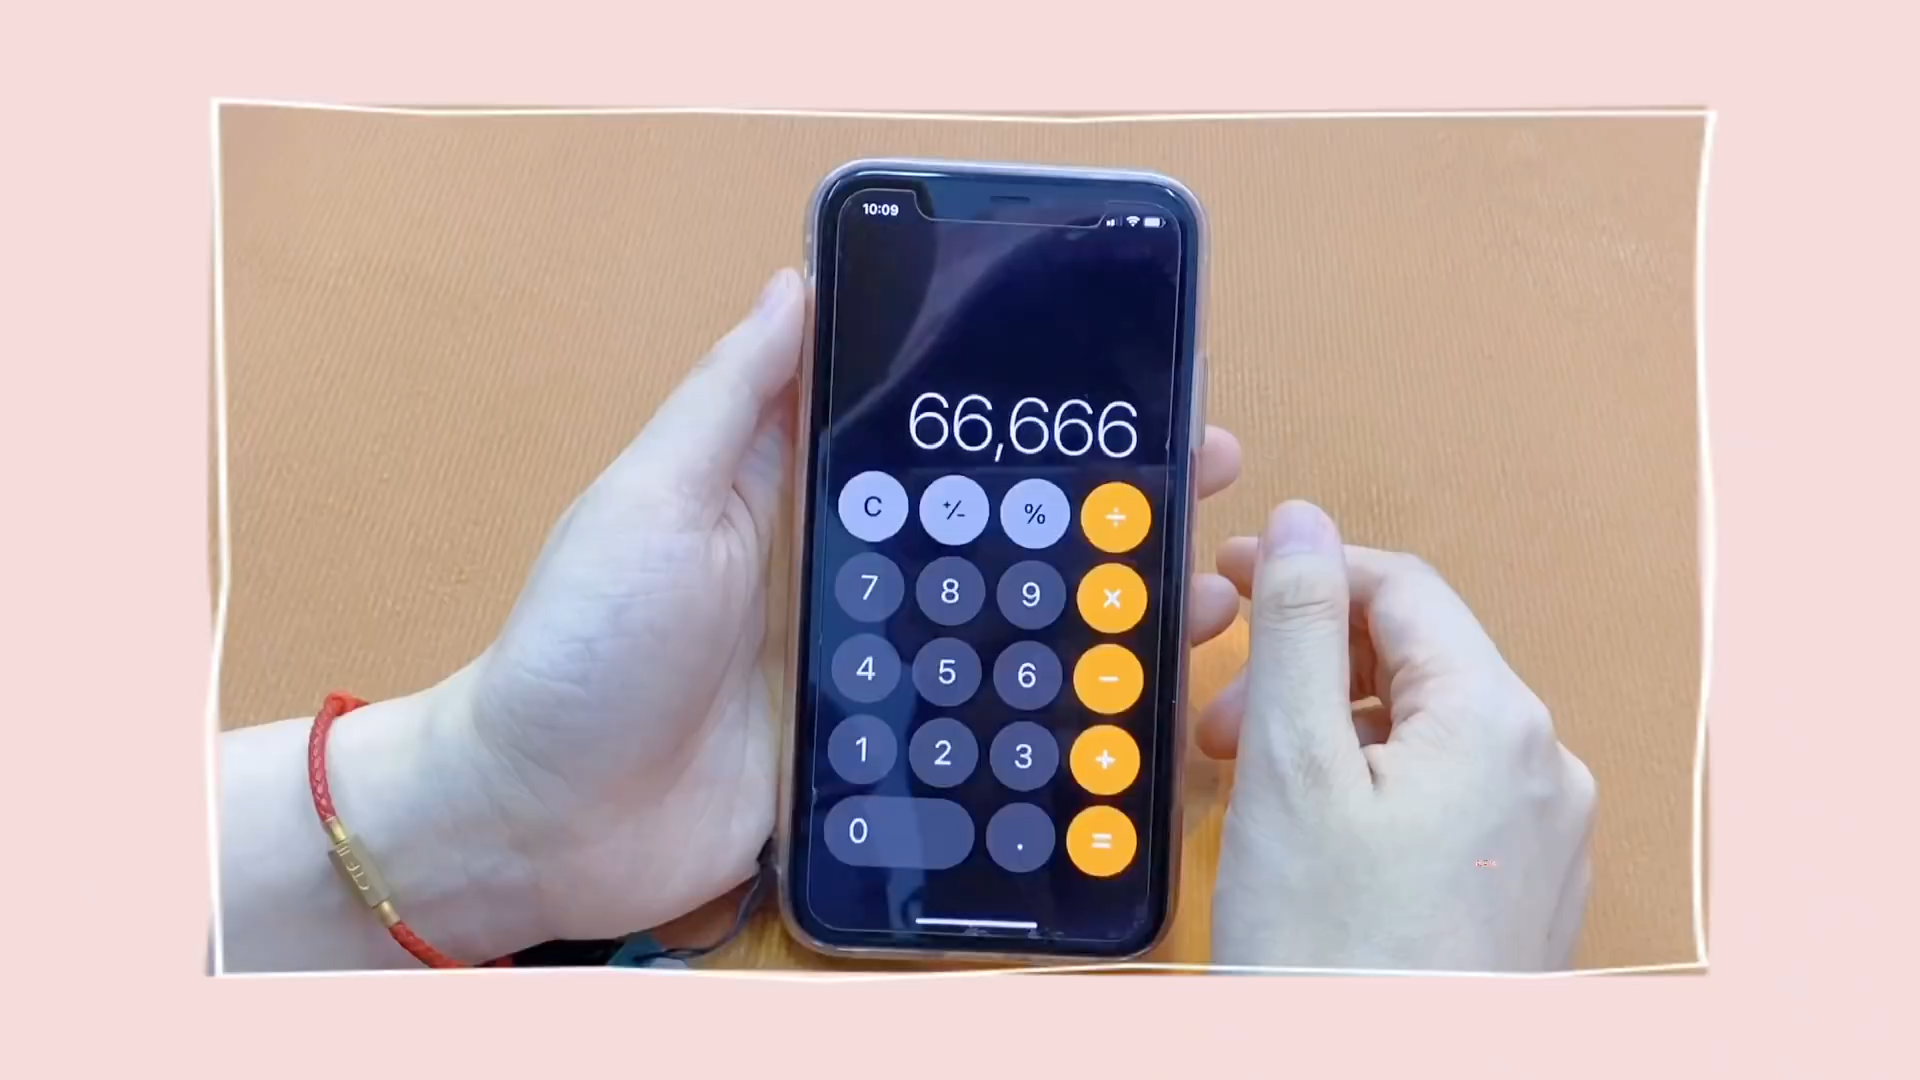 10:09
66,666
C +/- % ÷
7 8 9 ×
4 5 6 −
1 2 3 +
0 . =